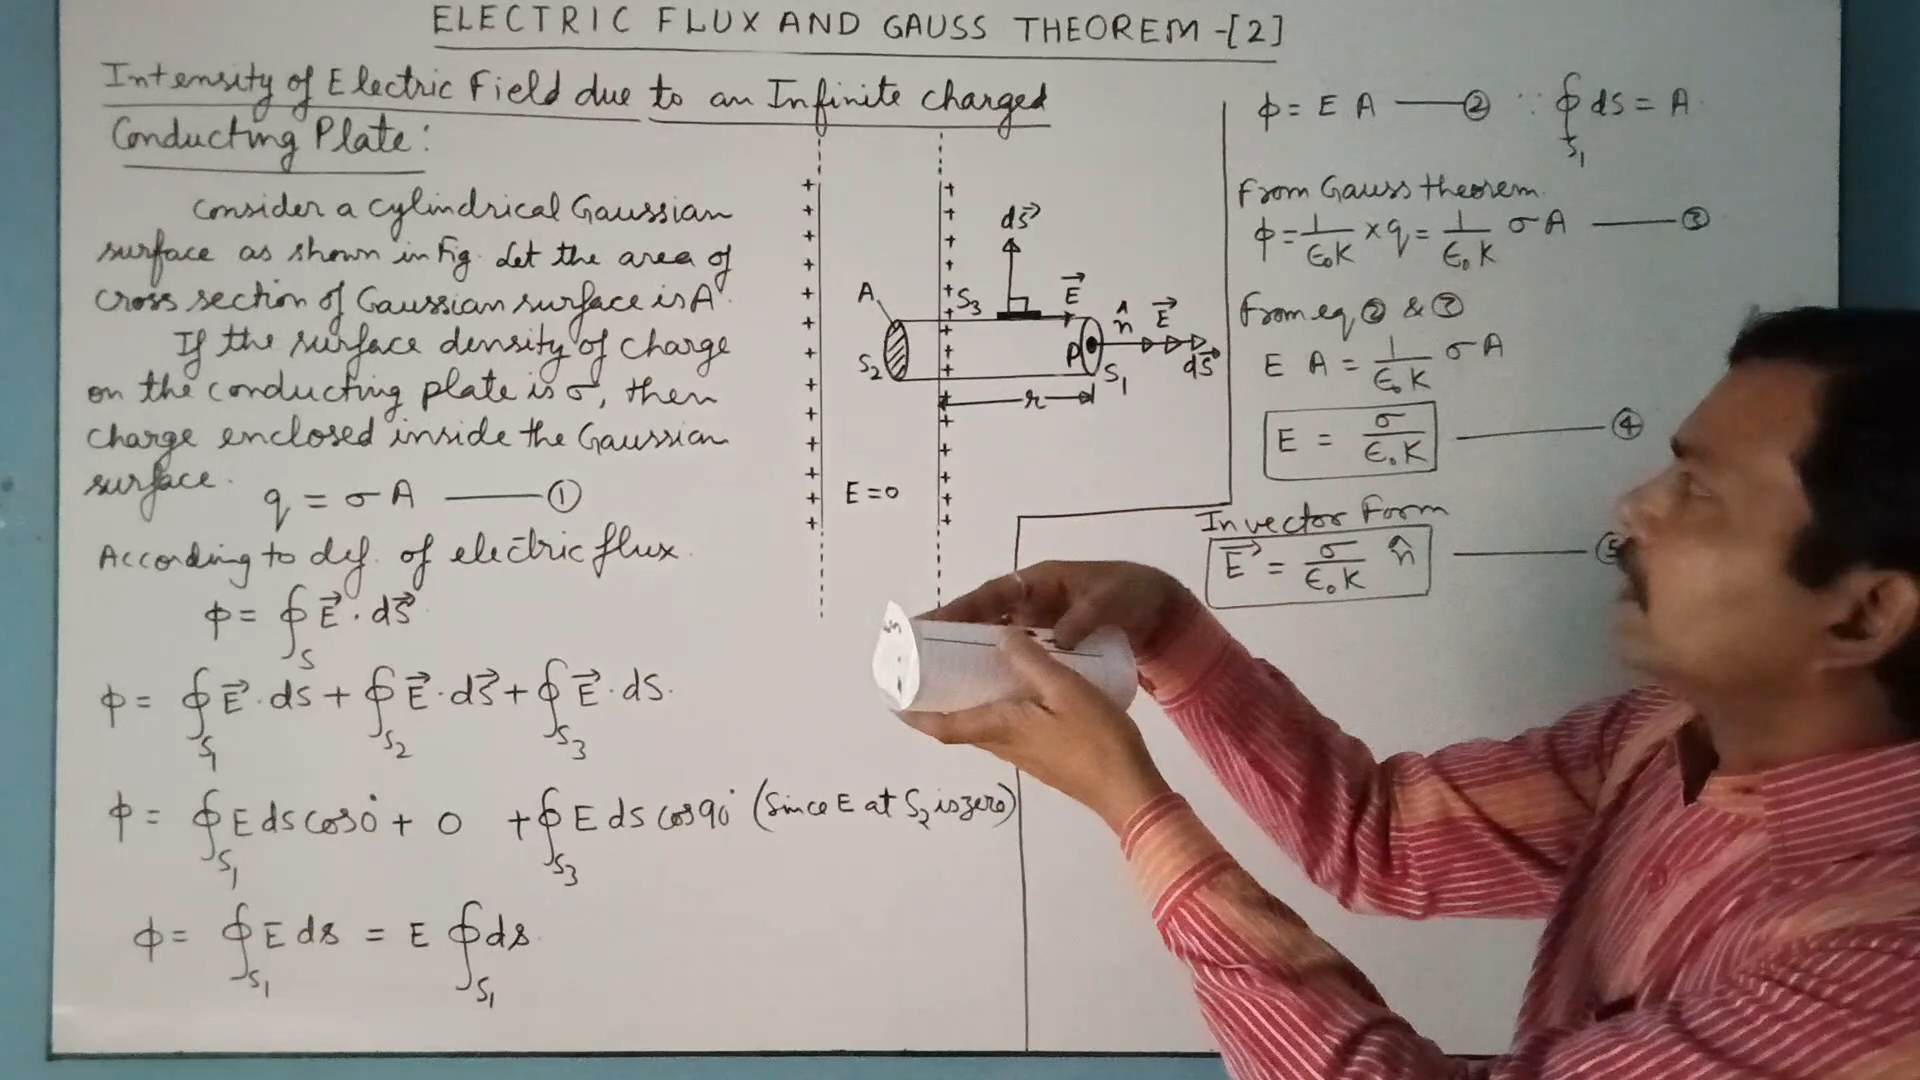 ELECTRIC FLUX AND GAUSS THEOREM -[2]
Intensity of Electric Field due to an Infinite charged
Conducting Plate:
Consider a cylindrical Gaussian
surface as shown in Fig. Let the area of
cross section of Gaussian surface is A.
If the surface density of charge
on the conducting plate is σ, then
charge enclosed inside the Gaussian
surface.
q = σ A —— ①
According to def. of electric flux.
ϕ = ∮S E⃗ . dS⃗
ϕ = ∮S₁ E⃗ . ds + ∮S₂ E⃗ . dS⃗ + ∮S₃ E⃗ . ds.
ϕ = ∮S₁ E ds cos0° + 0 + ∮S₃ E ds cos90° (Since E at S₂ is zero)
ϕ = ∮S₁ E ds = E ∮S₁ ds.
dS⃗
A
S₃
E⃗
n̂
E⃗
S₂
P
S₁
dS⃗
r
E = 0
ϕ = E A —— ② ∵ ∮S₁ ds = A
From Gauss theorem.
ϕ = 1/ϵ₀K × q = 1/ϵ₀K σ A —— ③
From eq ② & ③
E A = 1/ϵ₀K σ A
E = σ/ϵ₀K —— ④
In vector Form
E⃗ = σ/ϵ₀K n̂ —— ⑤